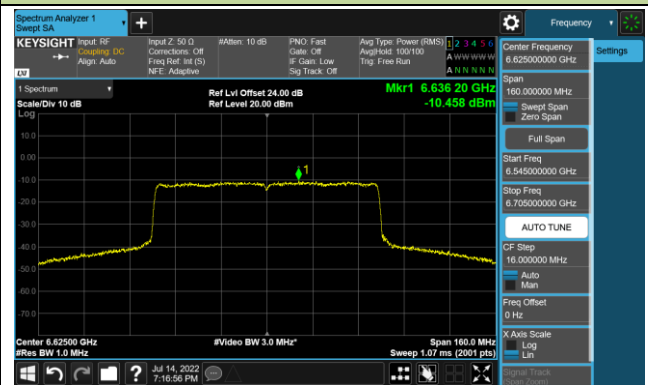 Spectrum Analyzer 1
Swept SA
+
Frequency
KEYSIGHT
Input: RF
Coupling: DC
Align: Auto
LXI
Input Z: 50 Ω
Corrections: Off
Freq Ref: Int (S)
NFE: Adaptive
#Atten: 10 dB
PNO: Fast
Gate: Off
IF Gain: Low
Sig Track: Off
Avg Type: Power (RMS)
Avg|Hold: 100/100
Trig: Free Run
1 2 3 4 5 6
A W W W W W
A N N N N N
1 Spectrum
Scale/Div 10 dB
Log
Ref Lvl Offset 24.00 dB
Ref Level 20.00 dBm
Mkr1 6.636 20 GHz
-10.458 dBm
10.0
0.00
-10.0
-20.0
-30.0
-40.0
-50.0
-60.0
-70.0
1
Center 6.62500 GHz
#Res BW 1.0 MHz
#Video BW 3.0 MHz*
Span 160.0 MHz
Sweep 1.07 ms (2001 pts)
Center Frequency
6.625000000 GHz
Settings
Span
160.000000 MHz
Swept Span
Zero Span
Full Span
Start Freq
6.545000000 GHz
Stop Freq
6.705000000 GHz
AUTO TUNE
CF Step
16.000000 MHz
Auto
Man
Freq Offset
0 Hz
X Axis Scale
Log
Lin
Signal Track
(Span Zoom)
?
Jul 14, 2022
7:16:56 PM